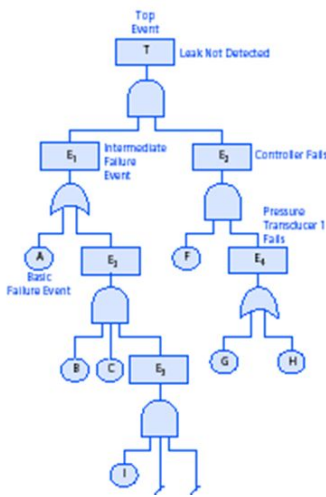 Top
Event
T
Leak Not Detected
E₁
Intermediate
Failure
Event
E₂
Controller Fails
A
Basic
Failure Event
E₃
F
Pressure
Transducer 1
Fails
E₄
B
C
E₅
G
H
I